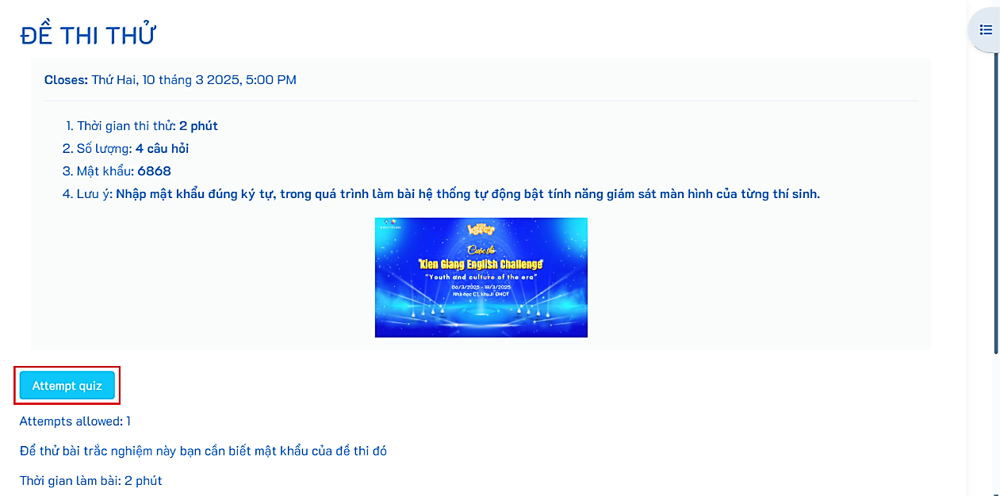 ĐỀ THI THỬ
Closes: Thứ Hai, 10 tháng 3 2025, 5:00 PM
1. Thời gian thi thử: 2 phút
2. Số lượng: 4 câu hỏi
3. Mật khẩu: 6868
4. Lưu ý: Nhập mật khẩu đúng ký tự, trong quá trình làm bài hệ thống tự động bật tính năng giám sát màn hình của từng thí sinh.
Cuộc thi
Kien Giang English Challenge
"Youth and culture of the era"
06/3/2025 - 18/3/2025
Attempt quiz
Attempts allowed: 1
Để thử bài trắc nghiệm này bạn cần biết mật khẩu của đề thi đó
Thời gian làm bài: 2 phút